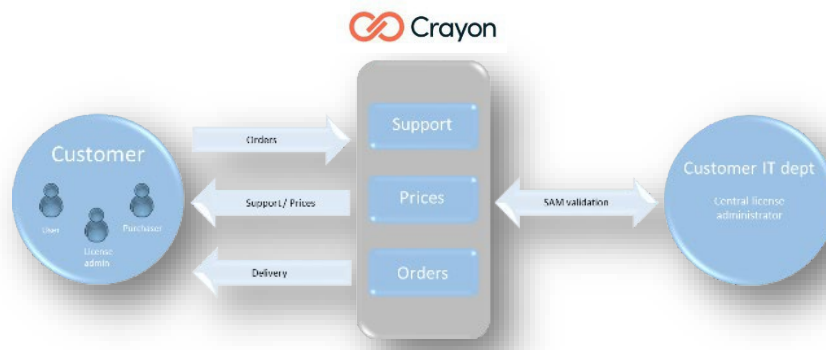 Crayon
Customer
User
License
admin
Purchaser
Orders
Support / Prices
Delivery
Support
Prices
Orders
SAM validation
Customer IT dept
Central license
administrator